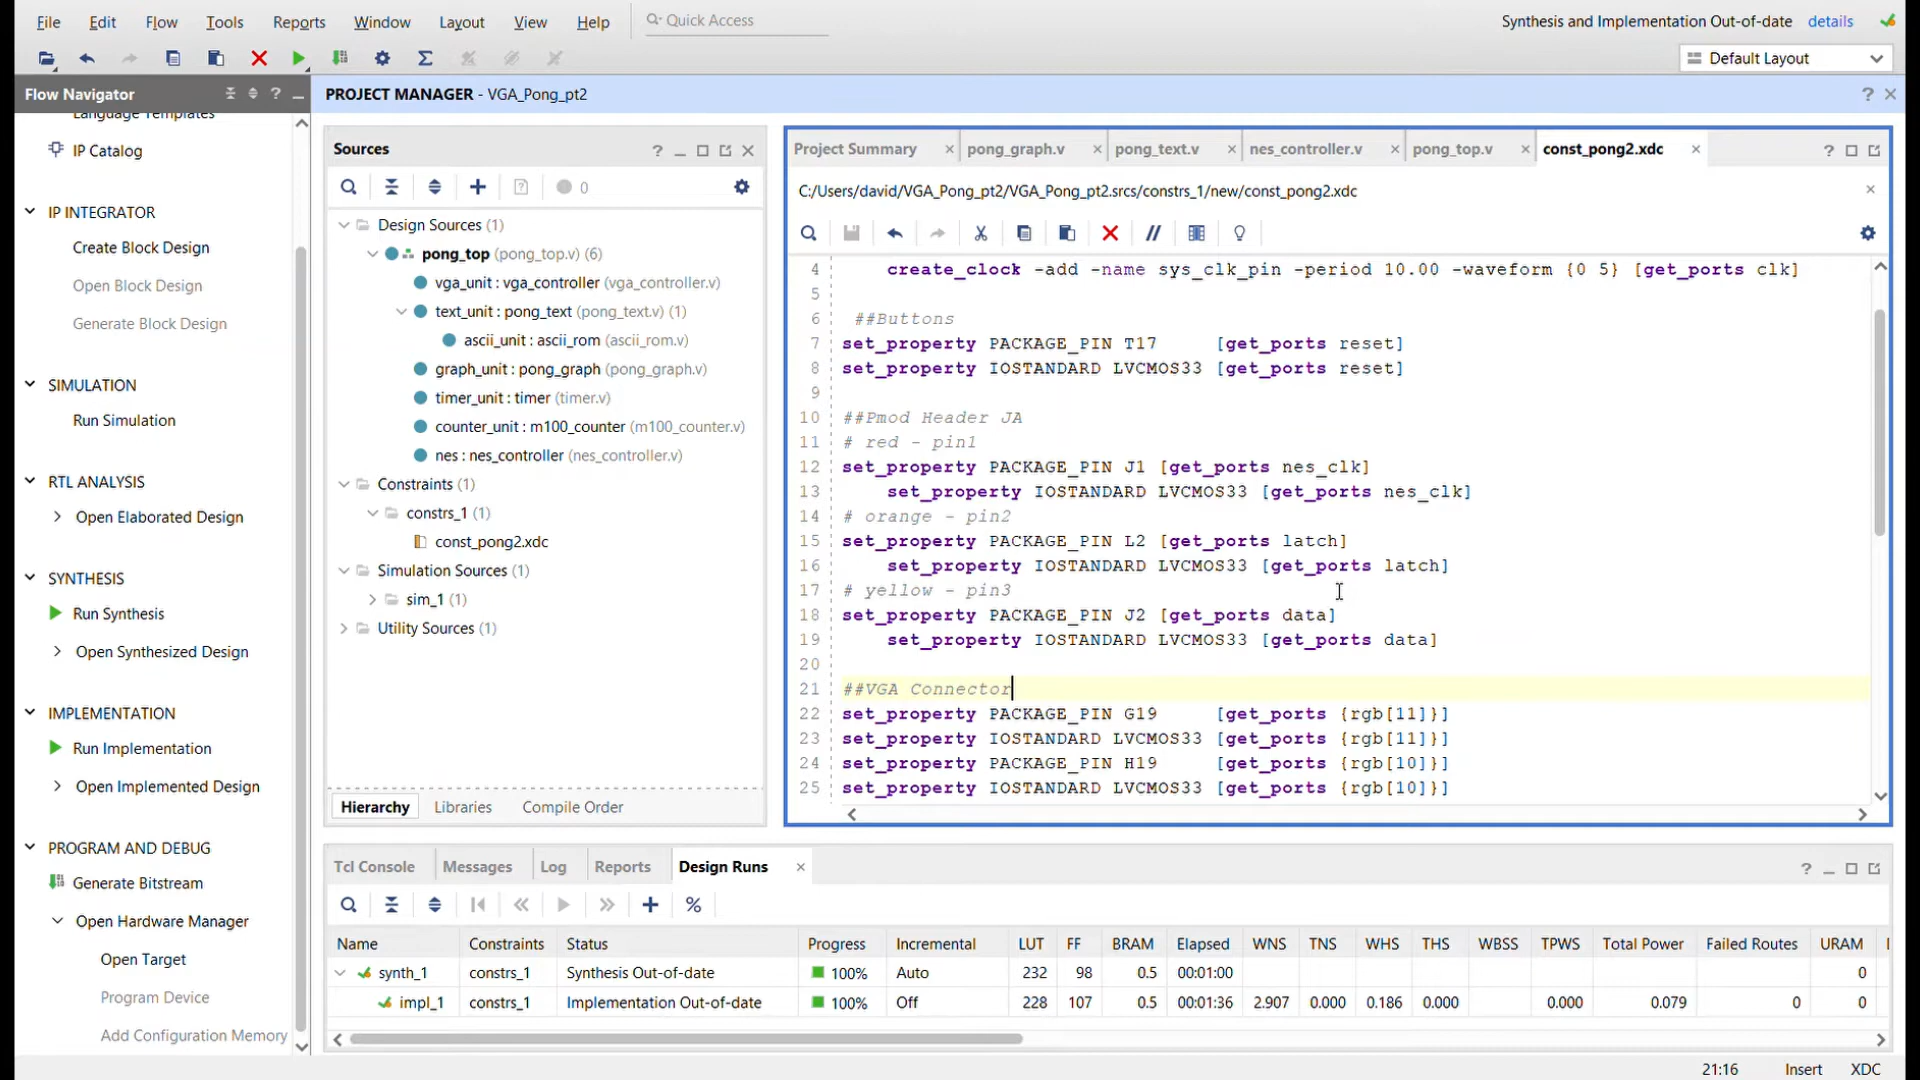 File Edit Flow Tools Reports Window Layout View Help Quick Access
Synthesis and Implementation Out-of-date details
Default Layout
Flow Navigator
Language Templates
IP Catalog
IP INTEGRATOR
Create Block Design
Open Block Design
Generate Block Design
SIMULATION
Run Simulation
RTL ANALYSIS
Open Elaborated Design
SYNTHESIS
Run Synthesis
Open Synthesized Design
IMPLEMENTATION
Run Implementation
Open Implemented Design
PROGRAM AND DEBUG
Generate Bitstream
Open Hardware Manager
Open Target
Program Device
Add Configuration Memory
PROJECT MANAGER - VGA_Pong_pt2
Sources
0
Design Sources (1)
pong_top (pong_top.v) (6)
vga_unit : vga_controller (vga_controller.v)
text_unit : pong_text (pong_text.v) (1)
ascii_unit : ascii_rom (ascii_rom.v)
graph_unit : pong_graph (pong_graph.v)
timer_unit : timer (timer.v)
counter_unit : m100_counter (m100_counter.v)
nes : nes_controller (nes_controller.v)
Constraints (1)
constrs_1 (1)
const_pong2.xdc
Simulation Sources (1)
sim_1 (1)
Utility Sources (1)
Hierarchy Libraries Compile Order
Project Summary pong_graph.v pong_text.v nes_controller.v pong_top.v const_pong2.xdc
C:/Users/david/VGA_Pong_pt2/VGA_Pong_pt2.srcs/constrs_1/new/const_pong2.xdc
4 create_clock -add -name sys_clk_pin -period 10.00 -waveform {0 5} [get_ports clk]
5
6 ##Buttons
7 set_property PACKAGE_PIN T17 [get_ports reset]
8 set_property IOSTANDARD LVCMOS33 [get_ports reset]
9
10 ##Pmod Header JA
11 # red - pin1
12 set_property PACKAGE_PIN J1 [get_ports nes_clk]
13 set_property IOSTANDARD LVCMOS33 [get_ports nes_clk]
14 # orange - pin2
15 set_property PACKAGE_PIN L2 [get_ports latch]
16 set_property IOSTANDARD LVCMOS33 [get_ports latch]
17 # yellow - pin3
18 set_property PACKAGE_PIN J2 [get_ports data]
19 set_property IOSTANDARD LVCMOS33 [get_ports data]
20
21 ##VGA Connector
22 set_property PACKAGE_PIN G19 [get_ports {rgb[11]}]
23 set_property IOSTANDARD LVCMOS33 [get_ports {rgb[11]}]
24 set_property PACKAGE_PIN H19 [get_ports {rgb[10]}]
25 set_property IOSTANDARD LVCMOS33 [get_ports {rgb[10]}]
Tcl Console Messages Log Reports Design Runs
Name Constraints Status Progress Incremental LUT FF BRAM Elapsed WNS TNS WHS THS WBSS TPWS Total Power Failed Routes URAM
synth_1 constrs_1 Synthesis Out-of-date 100% Auto 232 98 0.5 00:01:00 0
impl_1 constrs_1 Implementation Out-of-date 100% Off 228 107 0.5 00:01:36 2.907 0.000 0.186 0.000 0.000 0.079 0 0
21:16 Insert XDC